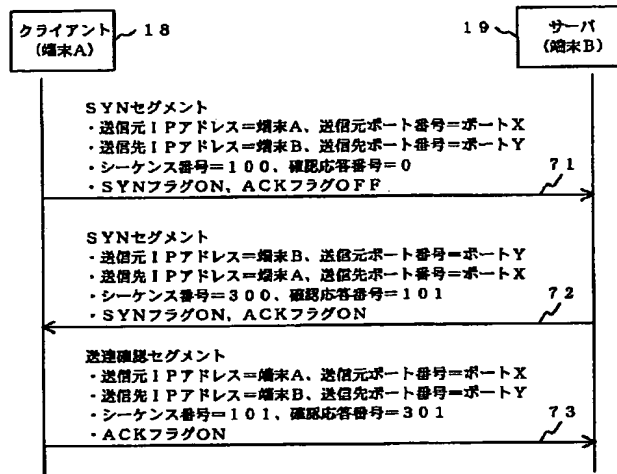 クライアント
(端末A)
18
19
サーバ
(端末B)
SYNセグメント
・送信元IPアドレス=端末A、送信元ポート番号=ポートX
・送信先IPアドレス=端末B、送信先ポート番号=ポートY
・シーケンス番号=100、確認応答番号=0
・SYNフラグON、ACKフラグOFF
71
SYNセグメント
・送信元IPアドレス=端末B、送信元ポート番号=ポートY
・送信先IPアドレス=端末A、送信先ポート番号=ポートX
・シーケンス番号=300、確認応答番号=101
・SYNフラグON、ACKフラグON
72
送達確認セグメント
・送信元IPアドレス=端末A、送信元ポート番号=ポートX
・送信先IPアドレス=端末B、送信先ポート番号=ポートY
・シーケンス番号=101、確認応答番号=301
・ACKフラグON
73